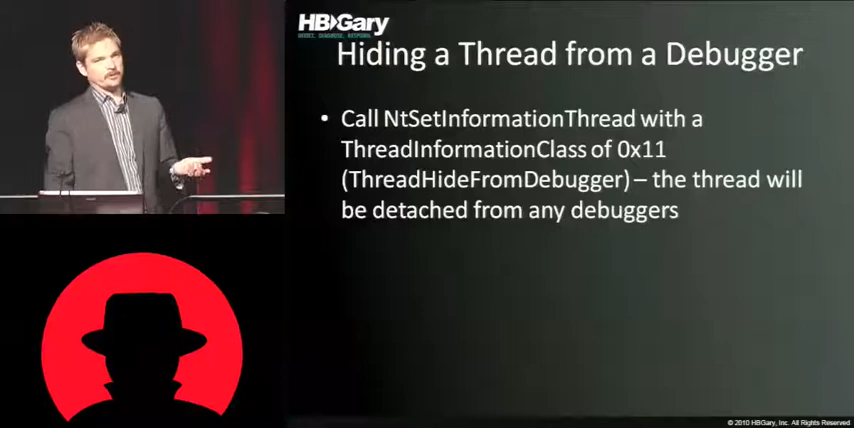 HBGary
DETECT. DIAGNOSE. RESPOND.
Hiding a Thread from a Debugger
• Call NtSetInformationThread with a
ThreadInformationClass of 0x11
(ThreadHideFromDebugger) – the thread will
be detached from any debuggers
© 2010 HBGary, Inc. All Rights Reserved